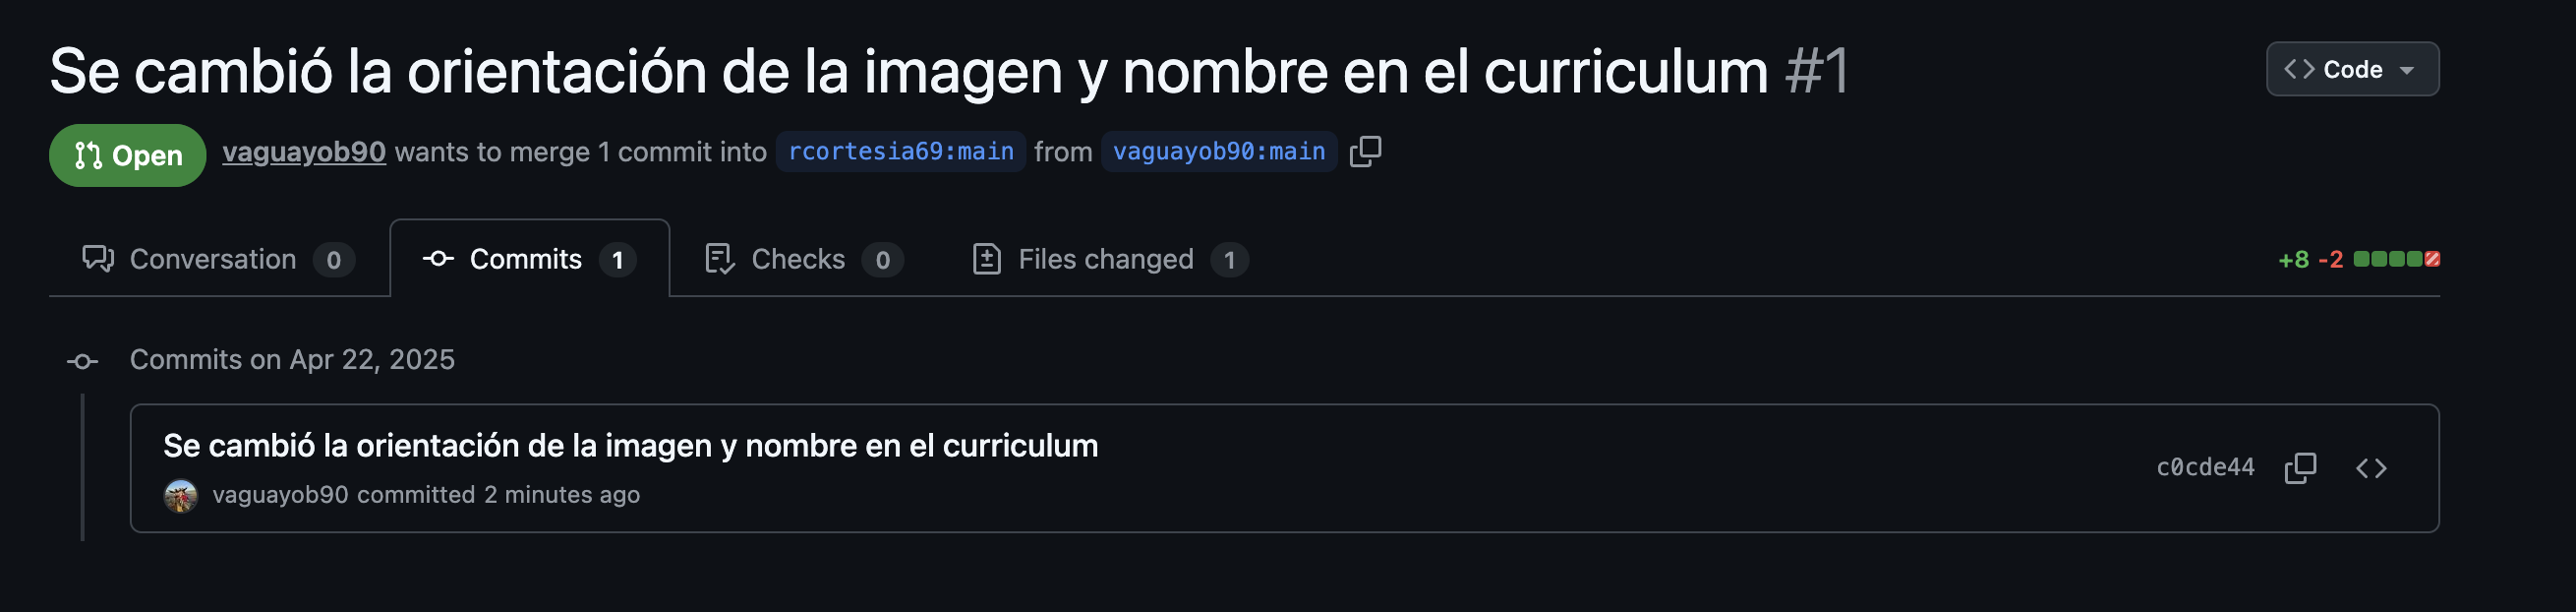 Se cambió la orientación de la imagen y nombre en el curriculum #1
Code
Open vaguayob90 wants to merge 1 commit into rcortesia69:main from vaguayob90:main
Conversation 0 Commits 1 Checks 0 Files changed 1 +8 -2
Commits on Apr 22, 2025
Se cambió la orientación de la imagen y nombre en el curriculum
vaguayob90 committed 2 minutes ago
c0cde44